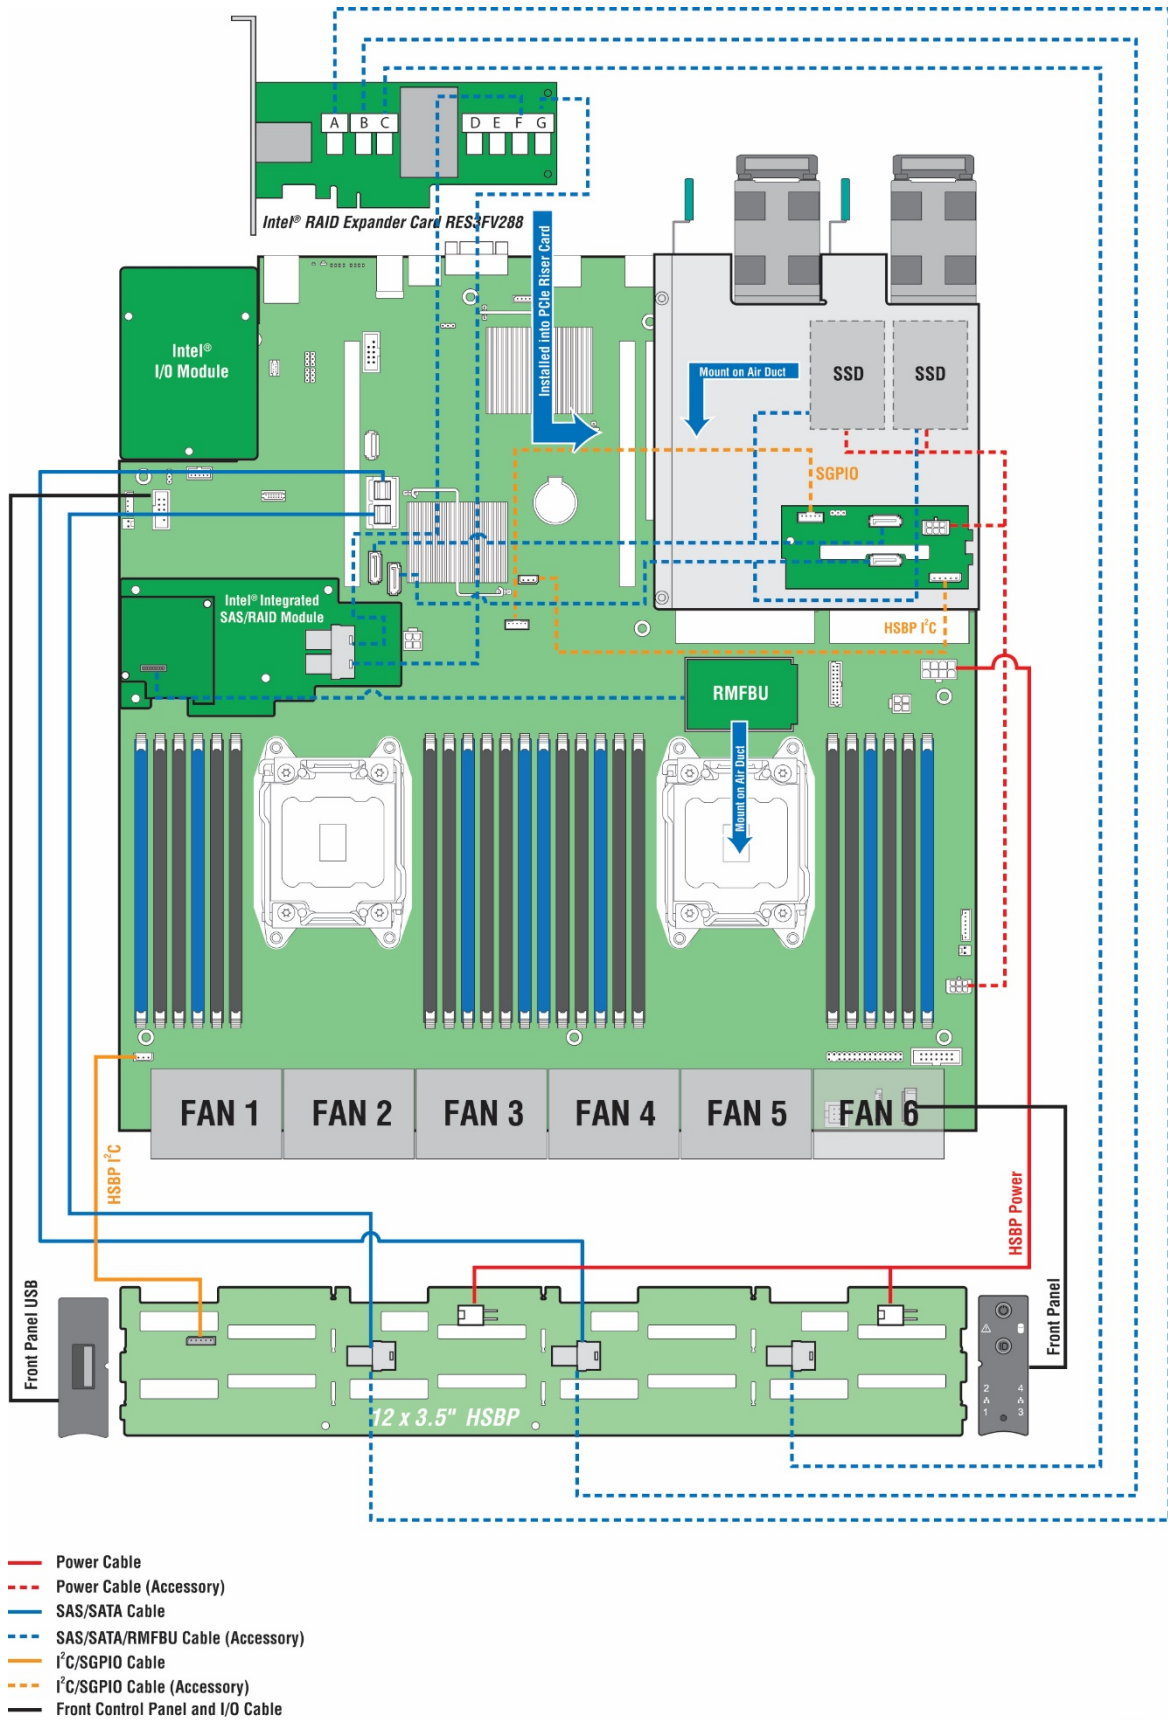 A B C D E F G
Intel® RAID Expander Card RES3FV288
Installed into PCIe Riser Card
Intel®
I/O Module
Mount on Air Duct
SSD SSD
SGPIO
Intel® Integrated
SAS/RAID Module
HSBP I²C
RMFBU
Mount on Air Duct
FAN 1 FAN 2 FAN 3 FAN 4 FAN 5 FAN 6
HSBP I²C
HSBP Power
Front Panel USB
Front Panel
2 4
1 3
12 x 3.5" HSBP
Power Cable
Power Cable (Accessory)
SAS/SATA Cable
SAS/SATA/RMFBU Cable (Accessory)
I²C/SGPIO Cable
I²C/SGPIO Cable (Accessory)
Front Control Panel and I/O Cable